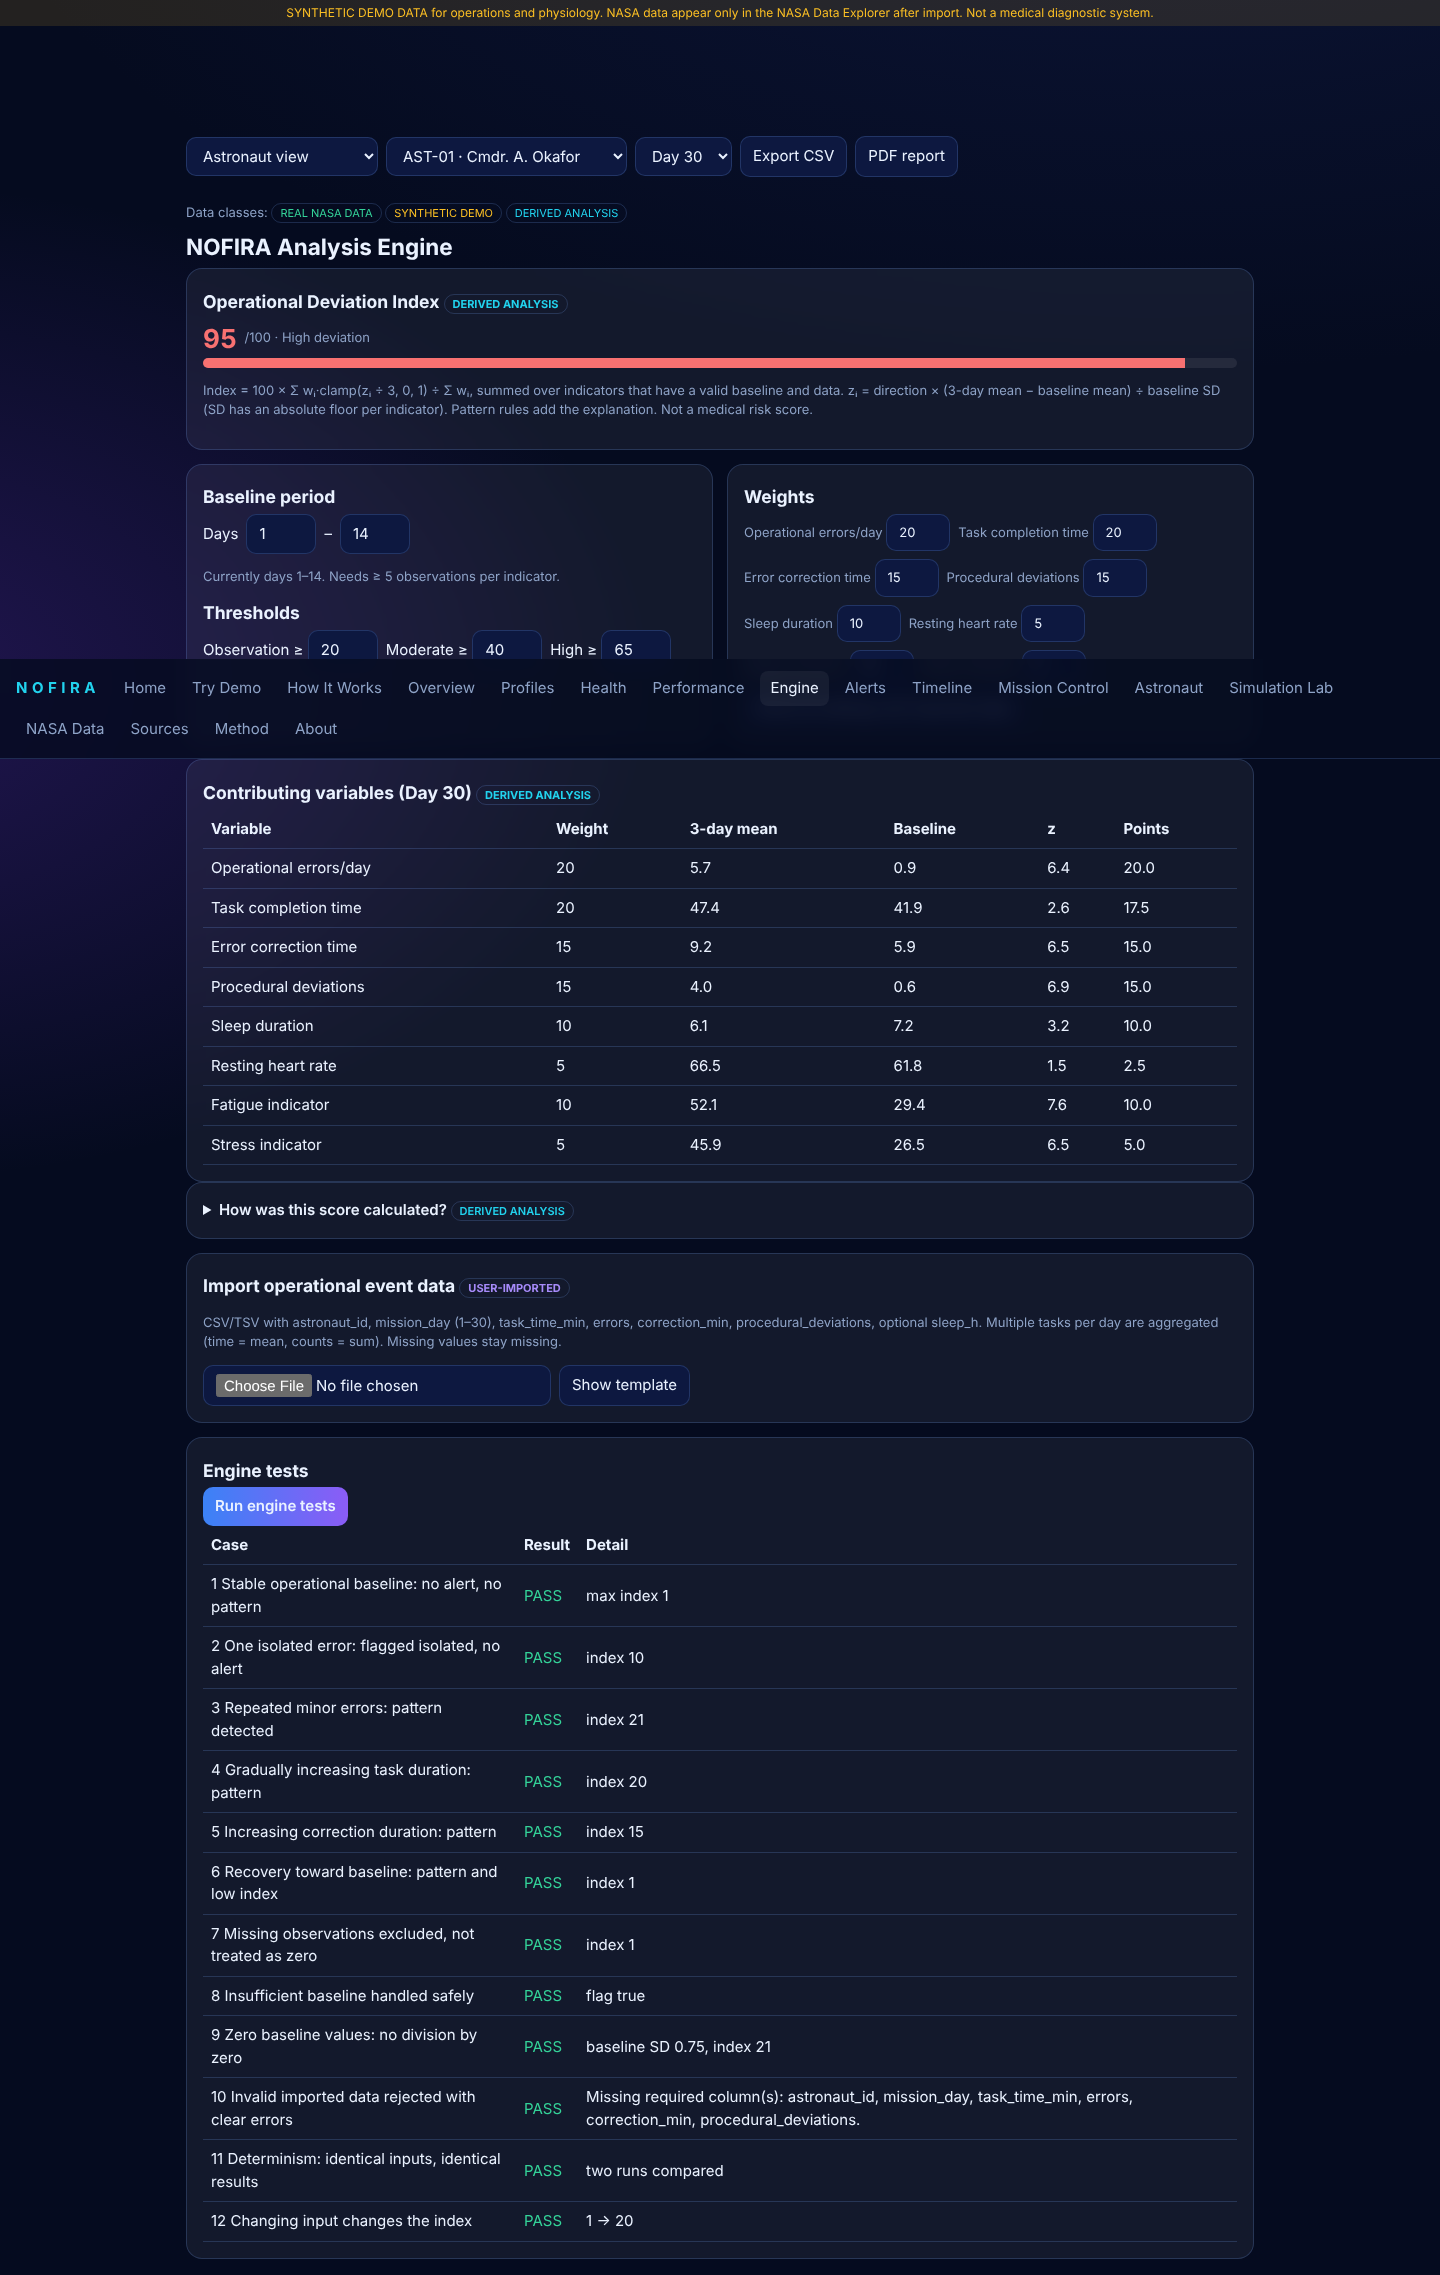 SYNTHETIC DEMO DATA for operations and physiology. NASA data appear only in the NASA Data Explorer after import. Not a medical diagnostic system.
Astronaut view AST-01 · Cmdr. A. Okafor Day 30 Export CSV PDF report
Data classes: REAL NASA DATA SYNTHETIC DEMO DERIVED ANALYSIS
NOFIRA Analysis Engine
Operational Deviation Index DERIVED ANALYSIS
95 /100 · High deviation
Index = 100 × Σ wᵢ·clamp(zᵢ ÷ 3, 0, 1) ÷ Σ wᵢ, summed over indicators that have a valid baseline and data. zᵢ = direction × (3-day mean − baseline mean) ÷ baseline SD
(SD has an absolute floor per indicator). Pattern rules add the explanation. Not a medical risk score.
Baseline period
Days 1 – 14
Currently days 1–14. Needs ≥ 5 observations per indicator.
Thresholds
Observation ≥ 20 Moderate ≥ 40 High ≥ 65
Weights
Operational errors/day 20 Task completion time 20
Error correction time 15 Procedural deviations 15
Sleep duration 10 Resting heart rate 5
NOFIRA Home Try Demo How It Works Overview Profiles Health Performance Engine Alerts Timeline Mission Control Astronaut Simulation Lab
NASA Data Sources Method About
Contributing variables (Day 30) DERIVED ANALYSIS
Variable Weight 3-day mean Baseline z Points
Operational errors/day 20 5.7 0.9 6.4 20.0
Task completion time 20 47.4 41.9 2.6 17.5
Error correction time 15 9.2 5.9 6.5 15.0
Procedural deviations 15 4.0 0.6 6.9 15.0
Sleep duration 10 6.1 7.2 3.2 10.0
Resting heart rate 5 66.5 61.8 1.5 2.5
Fatigue indicator 10 52.1 29.4 7.6 10.0
Stress indicator 5 45.9 26.5 6.5 5.0
How was this score calculated? DERIVED ANALYSIS
Import operational event data USER-IMPORTED
CSV/TSV with astronaut_id, mission_day (1–30), task_time_min, errors, correction_min, procedural_deviations, optional sleep_h. Multiple tasks per day are aggregated
(time = mean, counts = sum). Missing values stay missing.
Choose File No file chosen Show template
Engine tests
Run engine tests
Case Result Detail
1 Stable operational baseline: no alert, no
pattern
PASS max index 1
2 One isolated error: flagged isolated, no
alert
PASS index 10
3 Repeated minor errors: pattern
detected
PASS index 21
4 Gradually increasing task duration:
pattern
PASS index 20
5 Increasing correction duration: pattern PASS index 15
6 Recovery toward baseline: pattern and
low index
PASS index 1
7 Missing observations excluded, not
treated as zero
PASS index 1
8 Insufficient baseline handled safely PASS flag true
9 Zero baseline values: no division by
zero
PASS baseline SD 0.75, index 21
10 Invalid imported data rejected with
clear errors
PASS
Missing required column(s): astronaut_id, mission_day, task_time_min, errors,
correction_min, procedural_deviations.
11 Determinism: identical inputs, identical
results
PASS two runs compared
12 Changing input changes the index PASS 1 → 20